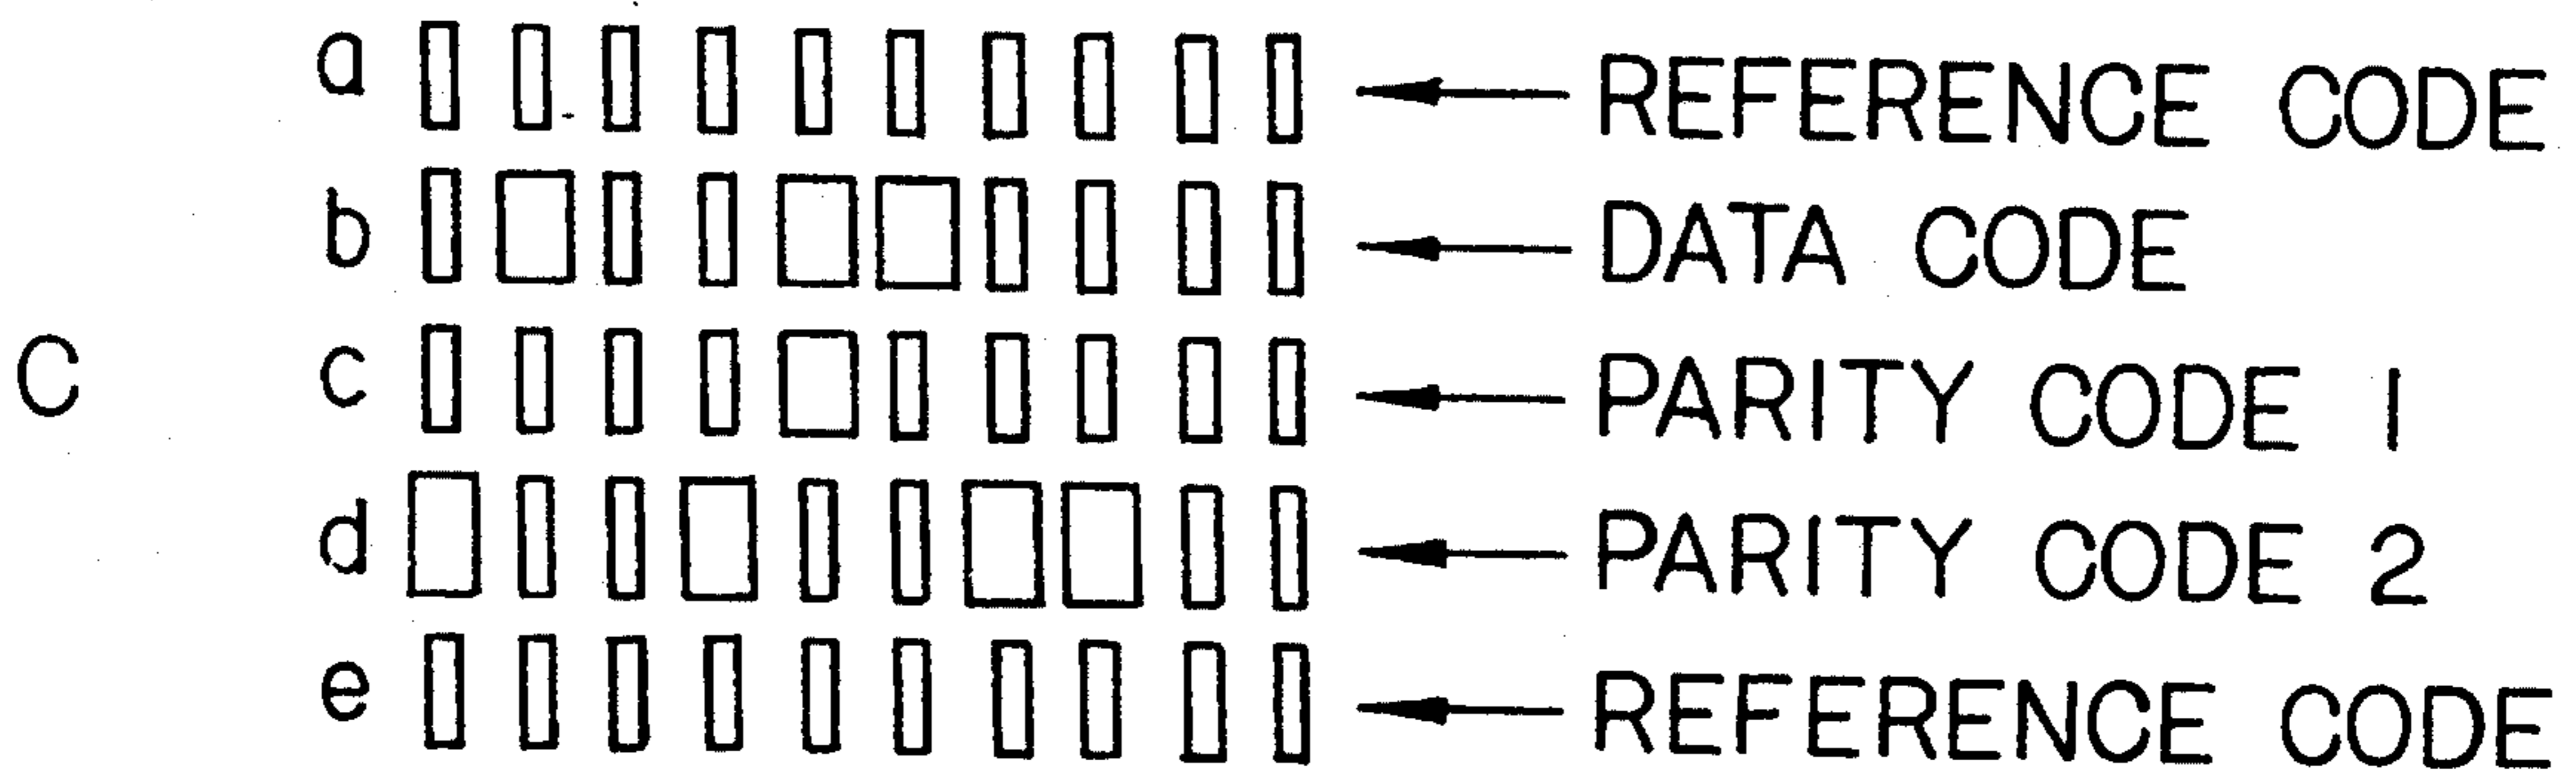 a REFERENCE CODE
b DATA CODE
C c PARITY CODE 1
d PARITY CODE 2
e REFERENCE CODE